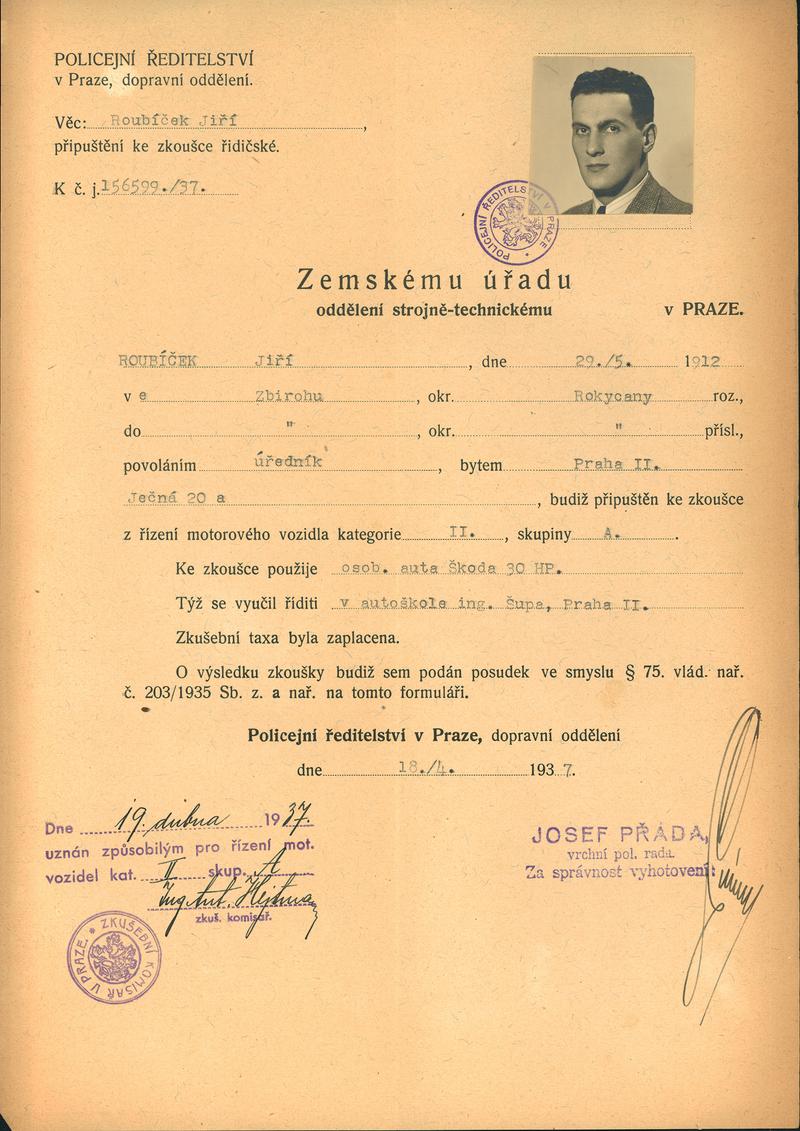 POLICEJNÍ ŘEDITELSTVÍ
v Praze, dopravní oddělení.
Věc: Roubíček Jiří,
připuštění ke zkoušce řidičské.
K č. j. 156599./37.
POLICEJNÍ ŘEDITELSTVÍ V PRAZE
Zemskému úřadu
oddělení strojně-technickému v PRAZE.
ROUBÍČEK Jiří, dne 29./5. 1912
v e Zbirohu, okr. Rokycany roz.,
do " , okr. " přísl.,
povoláním úředník, bytem Praha II.
Ječná 20 a, budiž připuštěn ke zkoušce
z řízení motorového vozidla kategorie II., skupiny A.
Ke zkoušce použije osob. auta Škoda 30 HP.
Týž se vyučil říditi v autoškole ing. Šupa, Praha II.
Zkušební taxa byla zaplacena.
O výsledku zkoušky budiž sem podán posudek ve smyslu § 75. vlád. nař.
č. 203/1935 Sb. z. a nař. na tomto formuláři.
Policejní ředitelství v Praze, dopravní oddělení
dne 18./4. 1937.
Dne 19. dubna 1937.
uznán způsobilým pro řízení mot.
vozidel kat. II skup. A
Ing. Ant.
zkuš. komisař.
ZKUŠEBNÍ KOMISAŘ V PRAZE
JOSEF PŘADA,
vrchní pol. rada.
Za správnost vyhotovení: